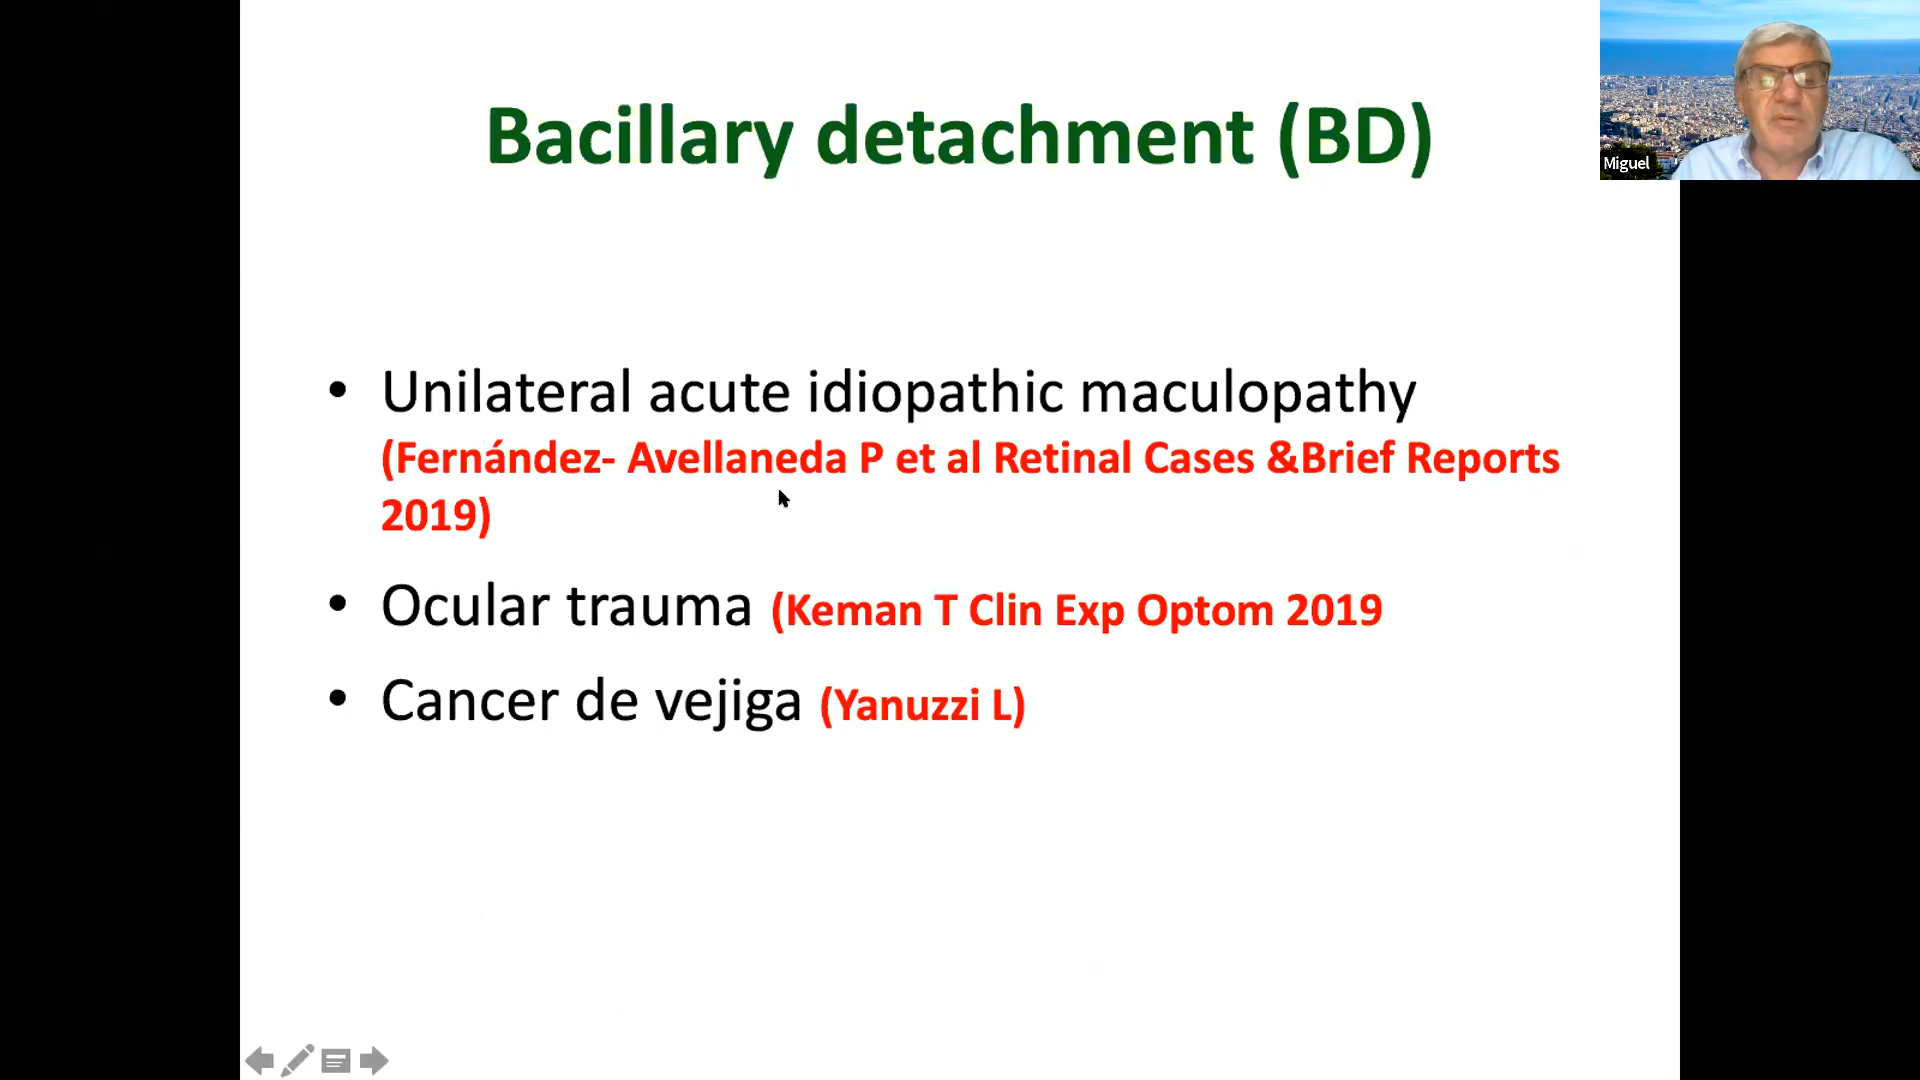 Bacillary detachment (BD)
Miguel
• Unilateral acute idiopathic maculopathy
(Fernández- Avellaneda P et al Retinal Cases &Brief Reports
2019)
• Ocular trauma (Keman T Clin Exp Optom 2019
• Cancer de vejiga (Yanuzzi L)